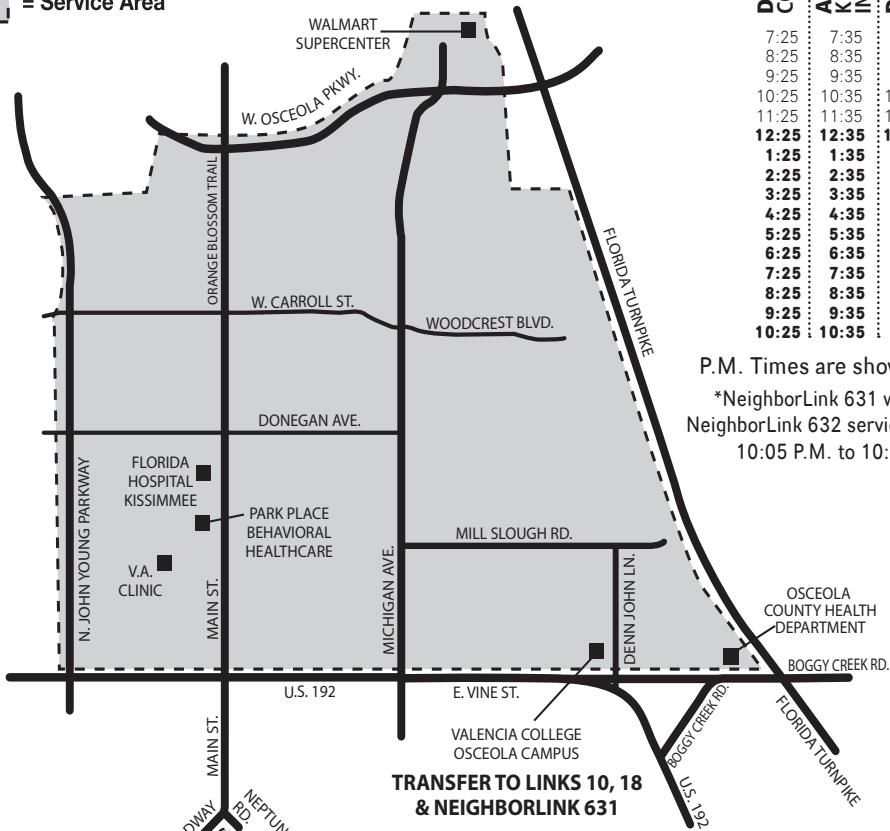 = Service Area
WALMART
SUPERCENTER
W. OSCEOLA PKWY.
ORANGE BLOSSOM TRAIL
FLORIDA TURNPIKE
W. CARROLL ST.
WOODCREST BLVD.
DONEGAN AVE.
FLORIDA
HOSPITAL
KISSIMMEE
PARK PLACE
BEHAVIORAL
HEALTHCARE
V.A.
CLINIC
N. JOHN YOUNG PARKWAY
MAIN ST.
MICHIGAN AVE.
MILL SLOUGH RD.
DENN JOHN LN.
OSCEOLA
COUNTY HEALTH
DEPARTMENT
BOGGY CREEK RD.
U.S. 192
E. VINE ST.
BOGGY CREEK RD.
FLORIDA TURNPIKE
VALENCIA COLLEGE
OSCEOLA CAMPUS
MAIN ST.
U.S. 192
TRANSFER TO LINKS 10, 18
& NEIGHBORLINK 631
RD.
7:25 7:35
8:25 8:35
9:25 9:35
10:25 10:35
11:25 11:35
12:25 12:35
1:25 1:35
2:25 2:35
3:25 3:35
4:25 4:35
5:25 5:35
6:25 6:35
7:25 7:35
8:25 8:35
9:25 9:35
10:25 10:35
P.M. Times are
*NeighborLink 631
NeighborLink 632
10:05 P.M. to